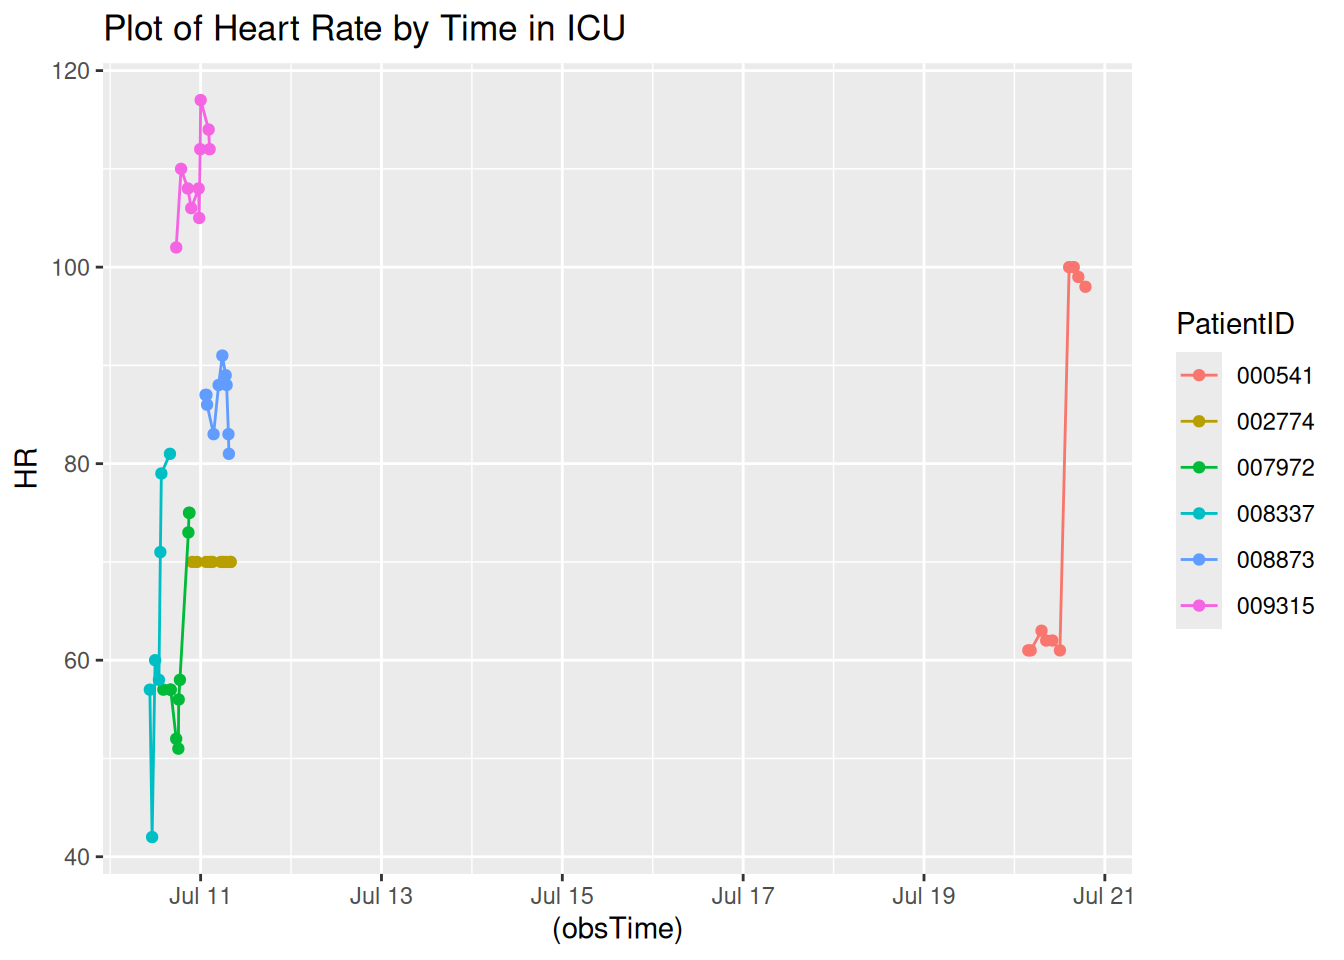 Plot of Heart Rate by Time in ICU
120
100
80
60
40
HR
Jul 11 Jul 13 Jul 15 Jul 17 Jul 19 Jul 21
(obsTime)
PatientID
000541
002774
007972
008337
008873
009315